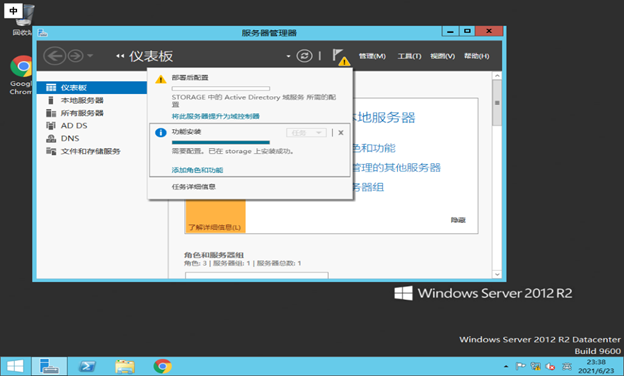 中
回收站
Google
Chrom
服务器管理器
仪表板
管理(M) 工具(T) 视图(V) 帮助(H)
仪表板
本地服务器
所有服务器
AD DS
DNS
文件和存储服务
部署后配置
STORAGE 中的 Active Directory 域服务 所需的配
置
将此服务器提升为域控制器
功能安装
任务
需要配置。已在 storage 上安装成功。
添加角色和功能
任务详细信息
本地服务器
色和功能
管理的其他服务器
务器组
了解详细信息(L)
隐藏
角色和服务器组
角色: 3 | 服务器组: 1 | 服务器总数: 1
Windows Server 2012 R2
Windows Server 2012 R2 Datacenter
Build 9600
23:38
2021/6/23